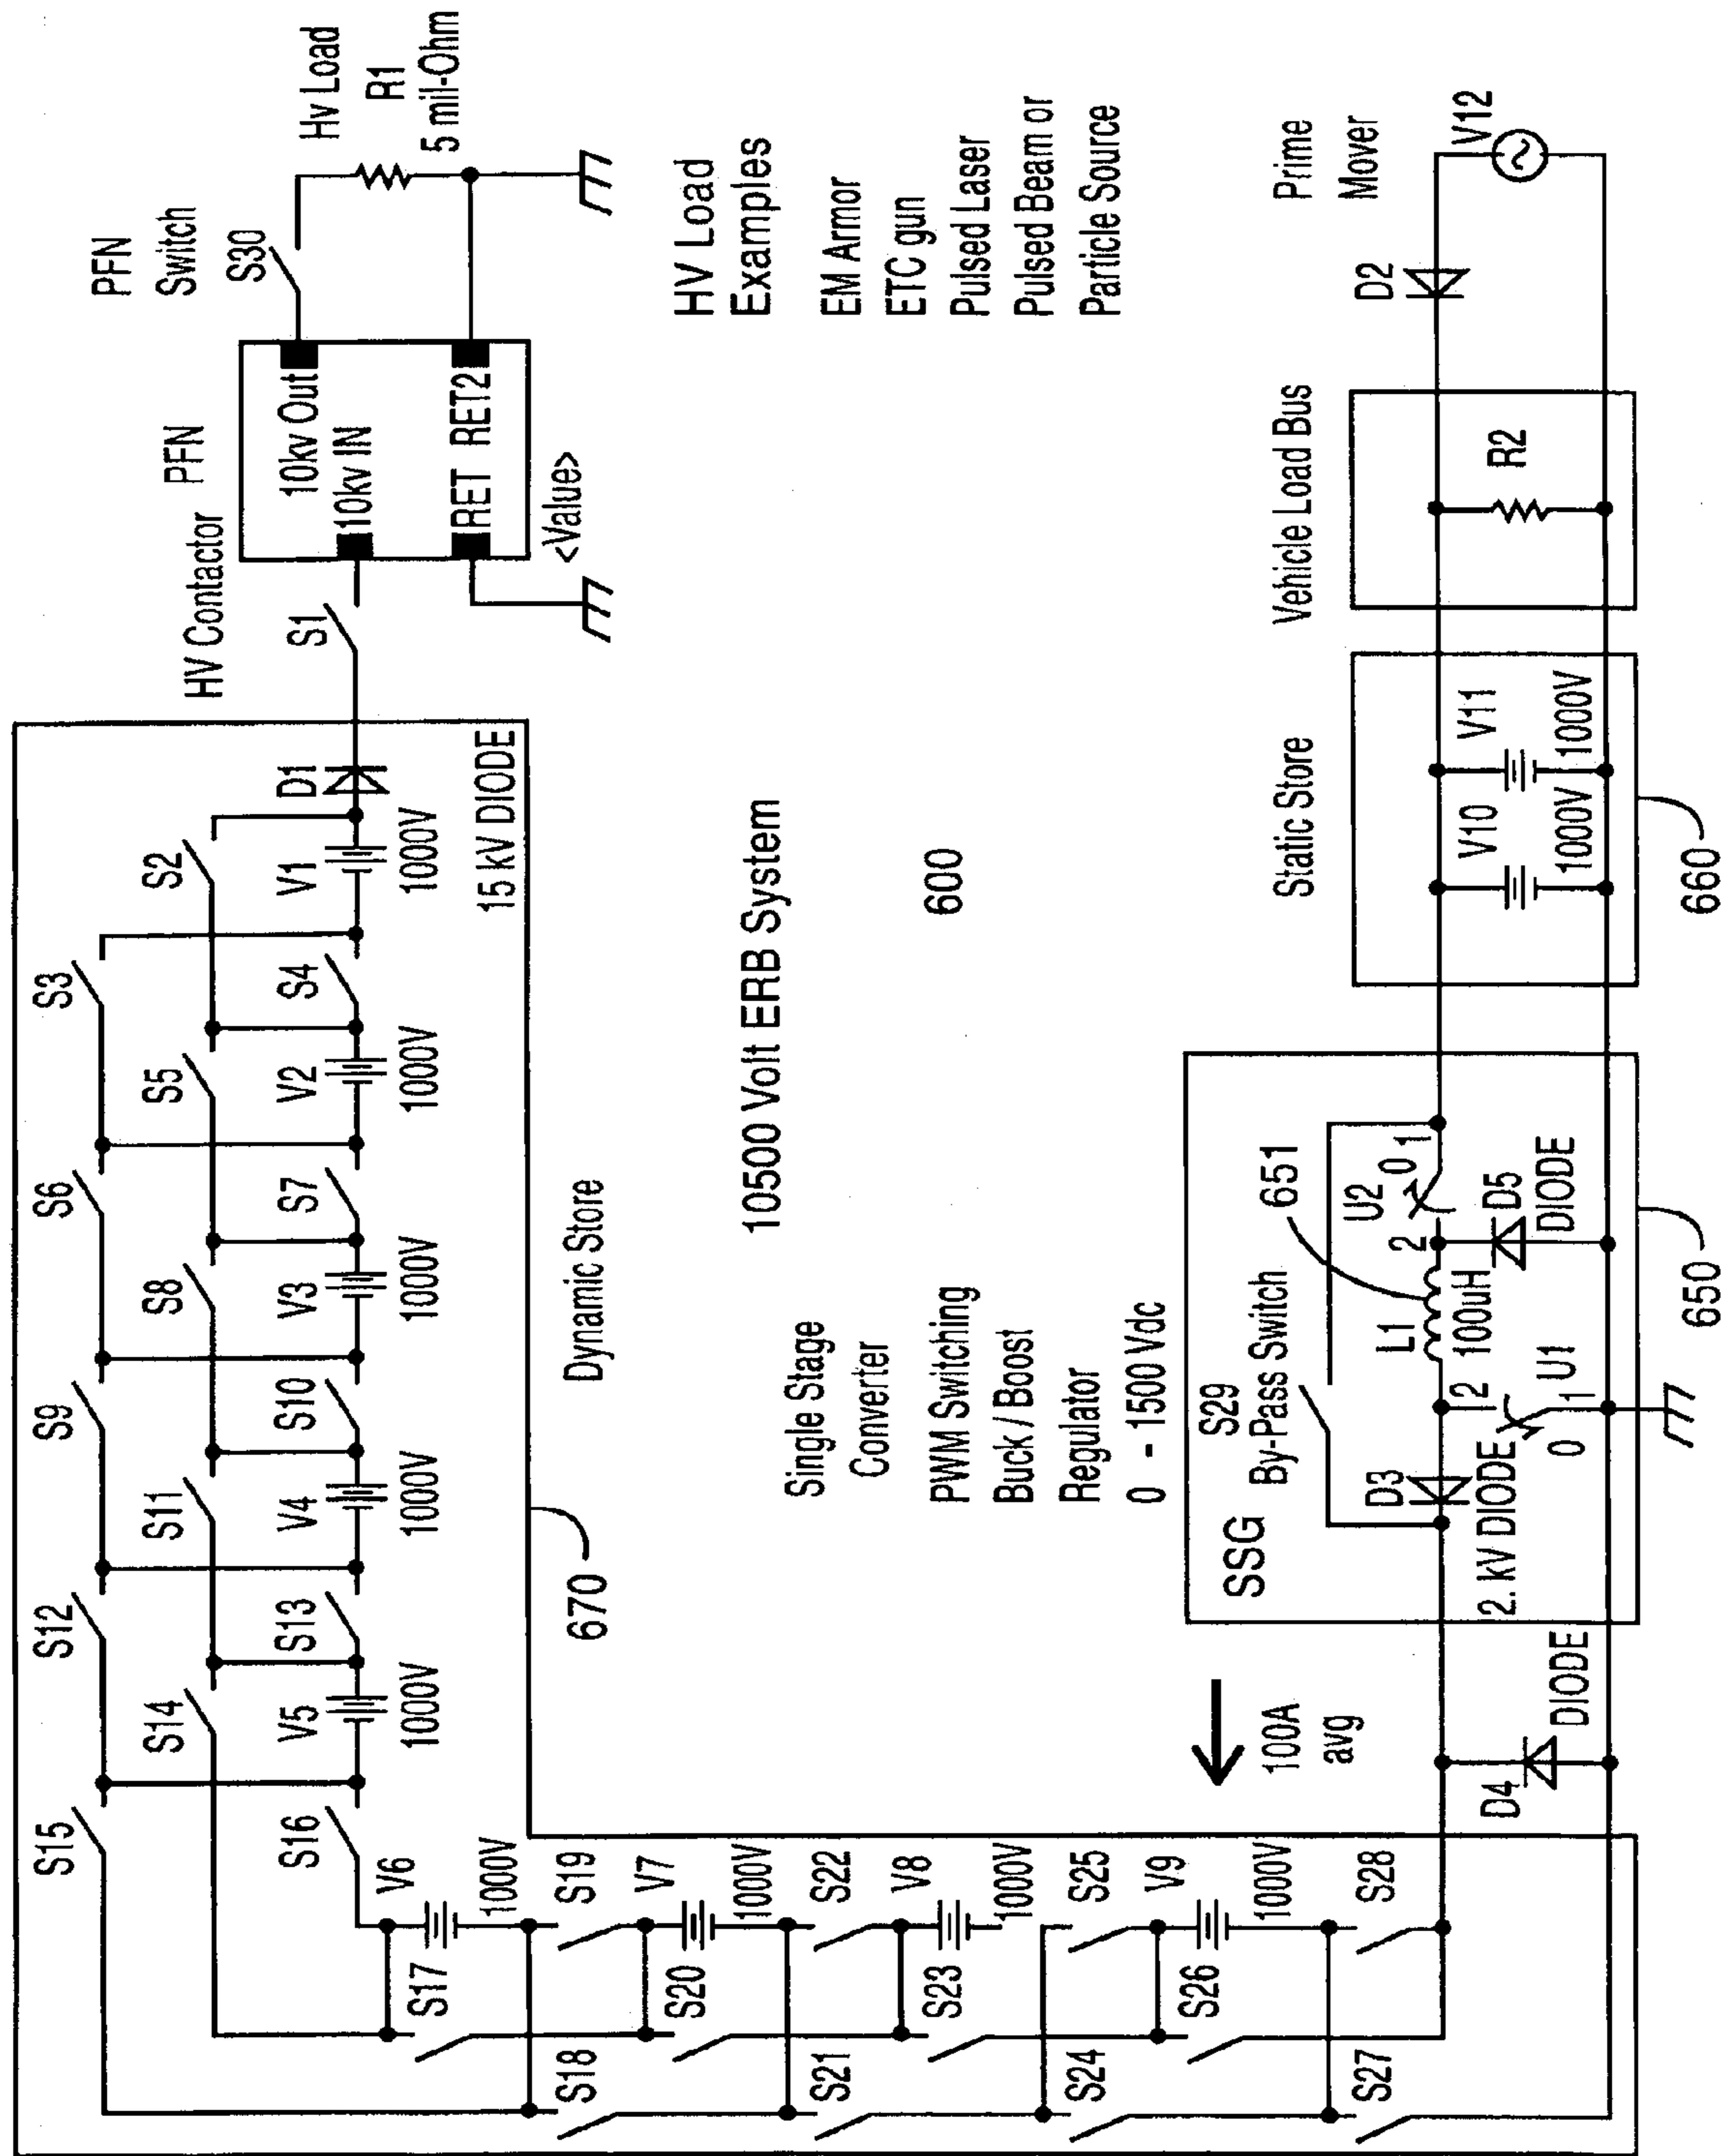 PFN
Switch
S30
Hv Load
R1
5 mil-Ohm
PFN
10kv Out
10kv IN
RET RET2
<Value>
HV Contactor
S1
S2
D1
15 kV DIODE
V1
1000V
S3
S4
V2
1000V
S5
S6
S7
V3
1000V
S8
S9
S10
V4
1000V
S11
S12
S13
V5
1000V
S14
S15
S16
V6
1000V
S17
S18
S19
V7
1000V
S20
S21
S22
V8
1000V
S23
S24
S25
V9
1000V
S26
S27
S28
Dynamic Store
670
10500 Volt ERB System
600
HV Load
Examples
EM Armor
ETC gun
Pulsed Laser
Pulsed Beam or
Particle Source
Single Stage
Converter
PWM Switching
Buck / Boost
Regulator
0 - 1500 Vdc
100A
avg
D4
DIODE
SSG
S29
By-Pass Switch
D3
2. kV DIODE
L1
100uH
651
2
U1
0 1
2
U2
0 1
D5
DIODE
650
Static Store
V10
1000V
V11
1000V
660
Vehicle Load Bus
R2
D2
Prime
Mover
V12